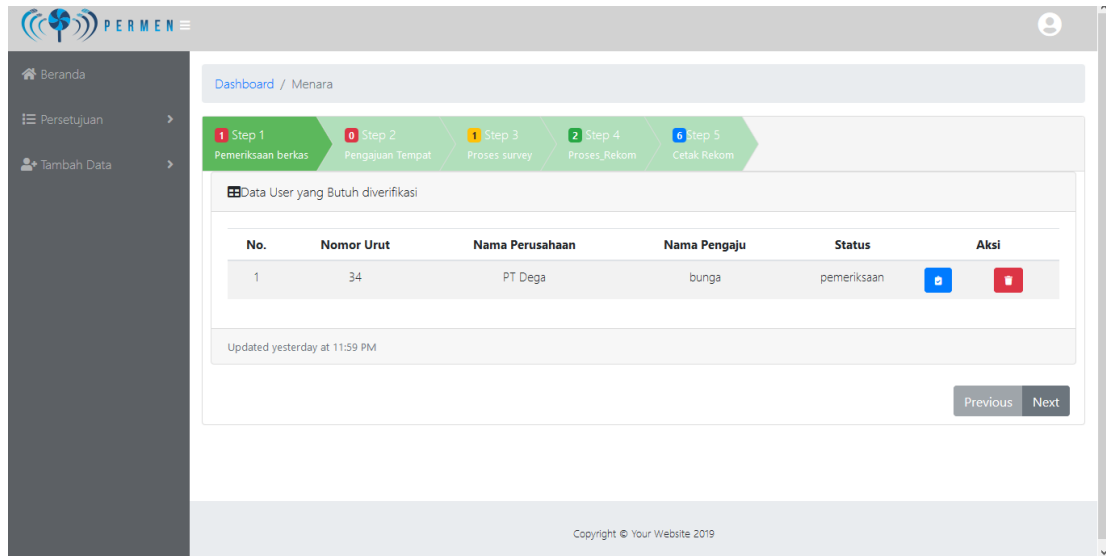 PERMEN
Beranda
Persetujuan
Tambah Data
Dashboard / Menara
1 Step 1
Pemeriksaan berkas
0 Step 2
Pengajuan Tempat
1 Step 3
Proses survey
2 Step 4
Proses_Rekom
6 Step 5
Cetak Rekom
Data User yang Butuh diverifikasi
No. Nomor Urut Nama Perusahaan Nama Pengaju Status Aksi
1 34 PT Dega bunga pemeriksaan
Updated yesterday at 11:59 PM
Previous Next
Copyright © Your Website 2019